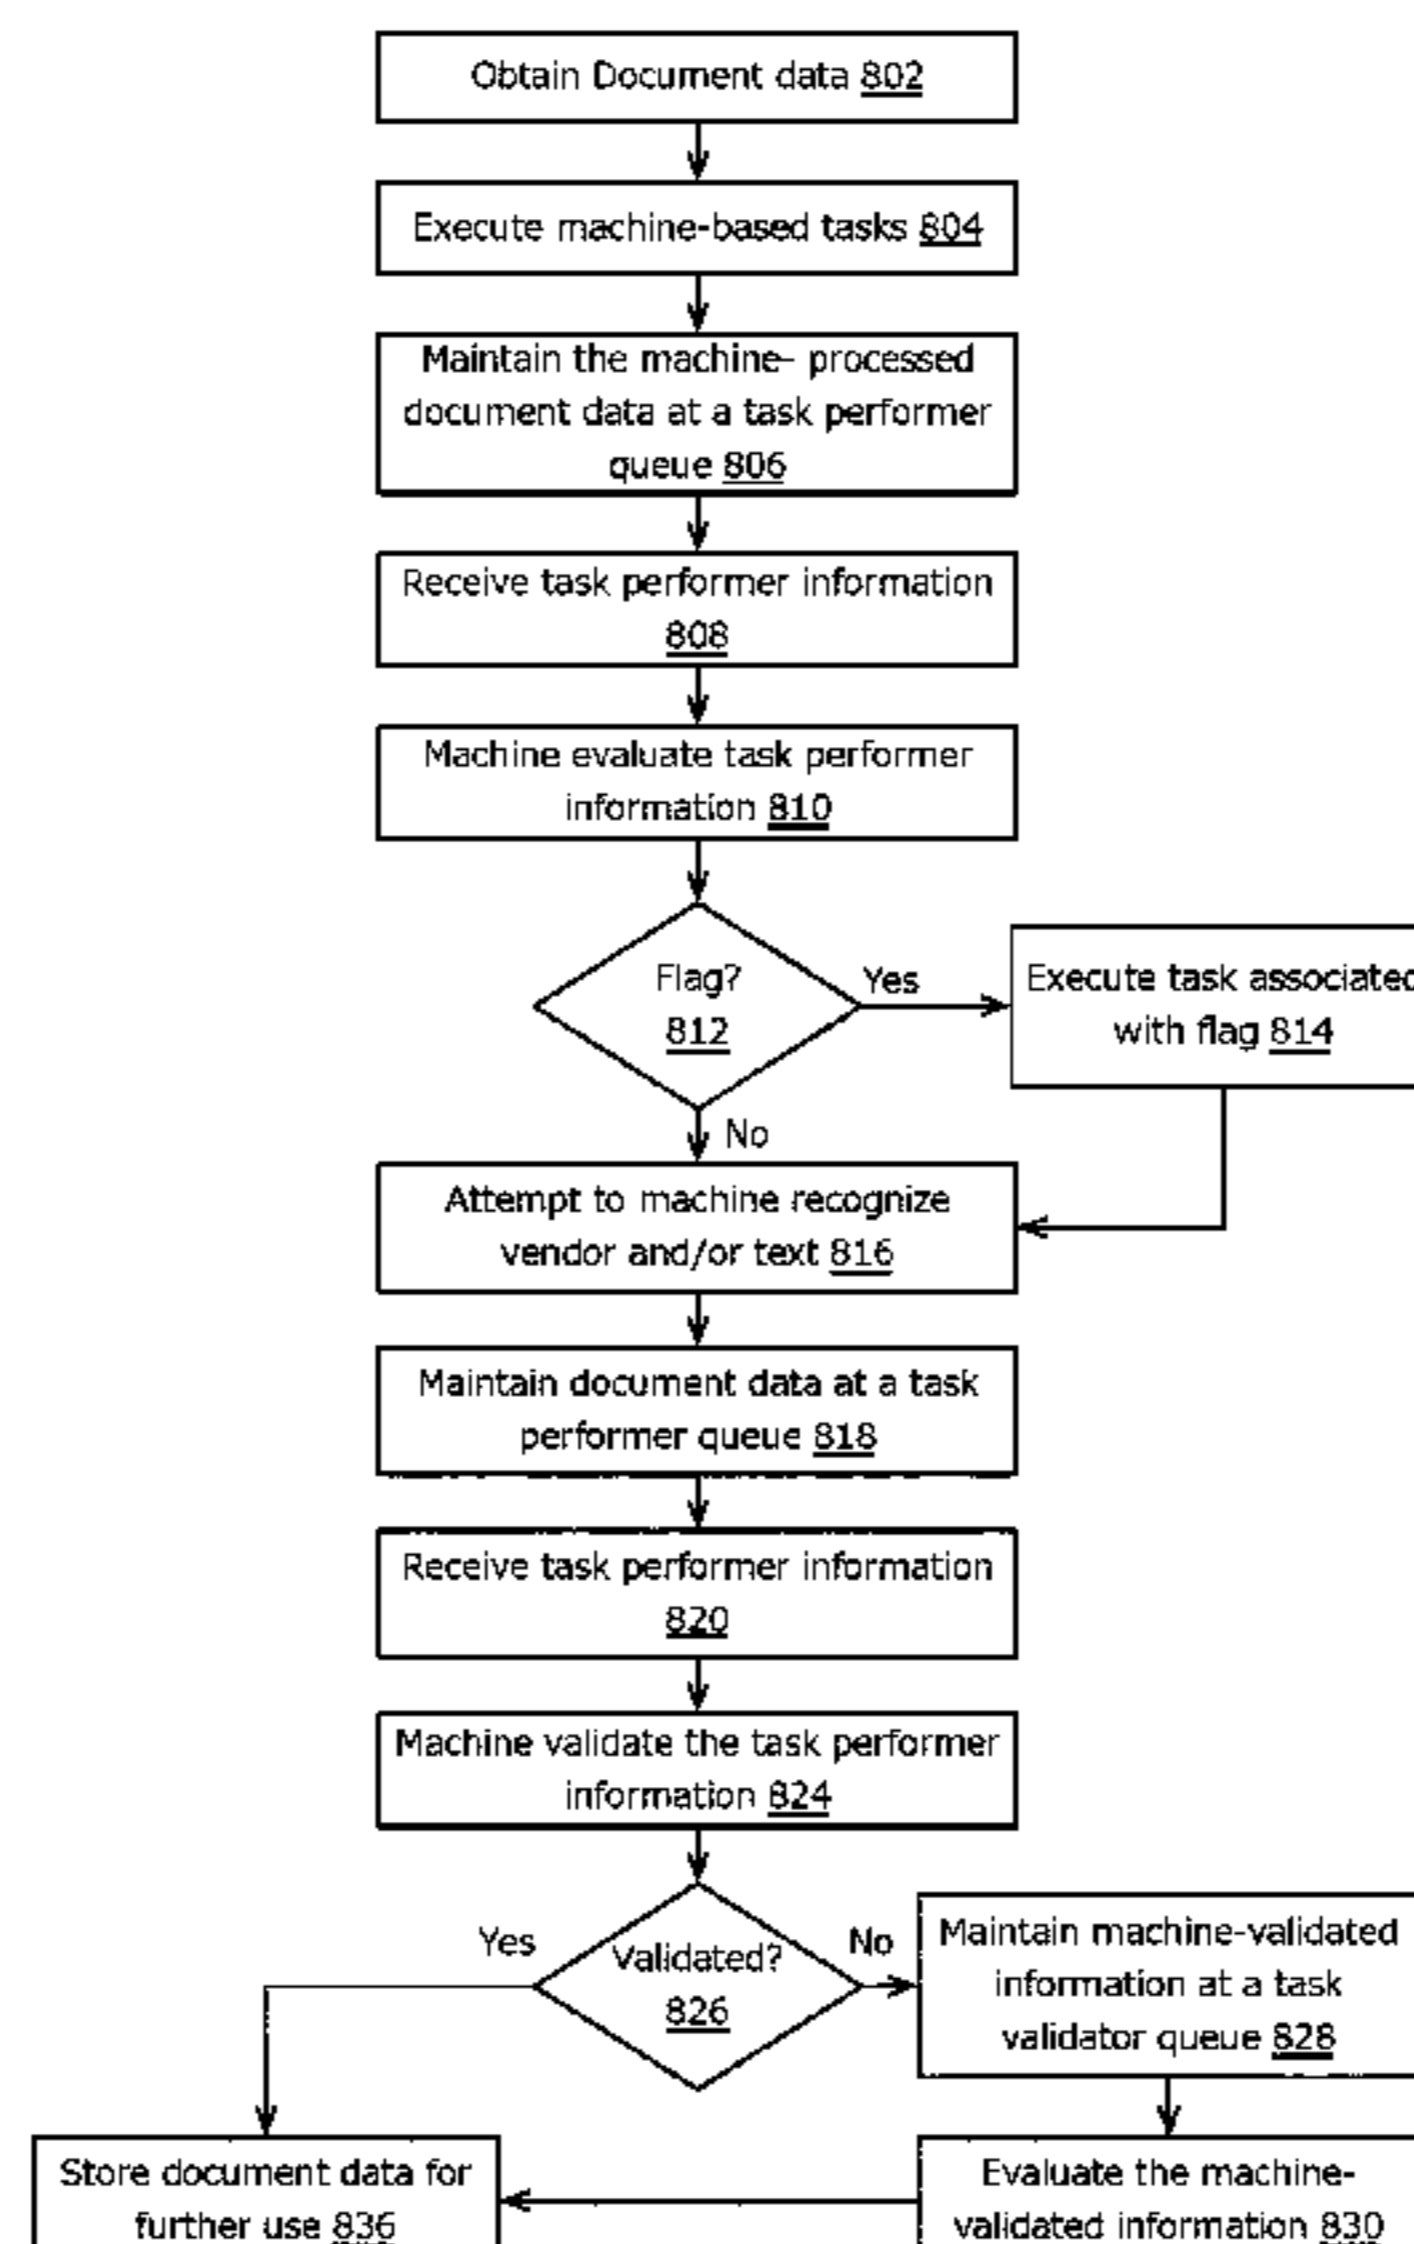 Obtain Document data 802
Execute machine-based tasks 804
Maintain the machine- processed
document data at a task performer
queue 806
Receive task performer information
808
Machine evaluate task performer
information 810
Flag?
812
Yes
Execute task associated
with flag 814
No
Attempt to machine recognize
vendor and/or text 816
Maintain document data at a task
performer queue 818
Receive task performer information
820
Machine validate the task performer
information 824
Validated?
826
Yes
No
Maintain machine-validated
information at a task
validator queue 828
Store document data for
further use 836
Evaluate the machine-
validated information 830